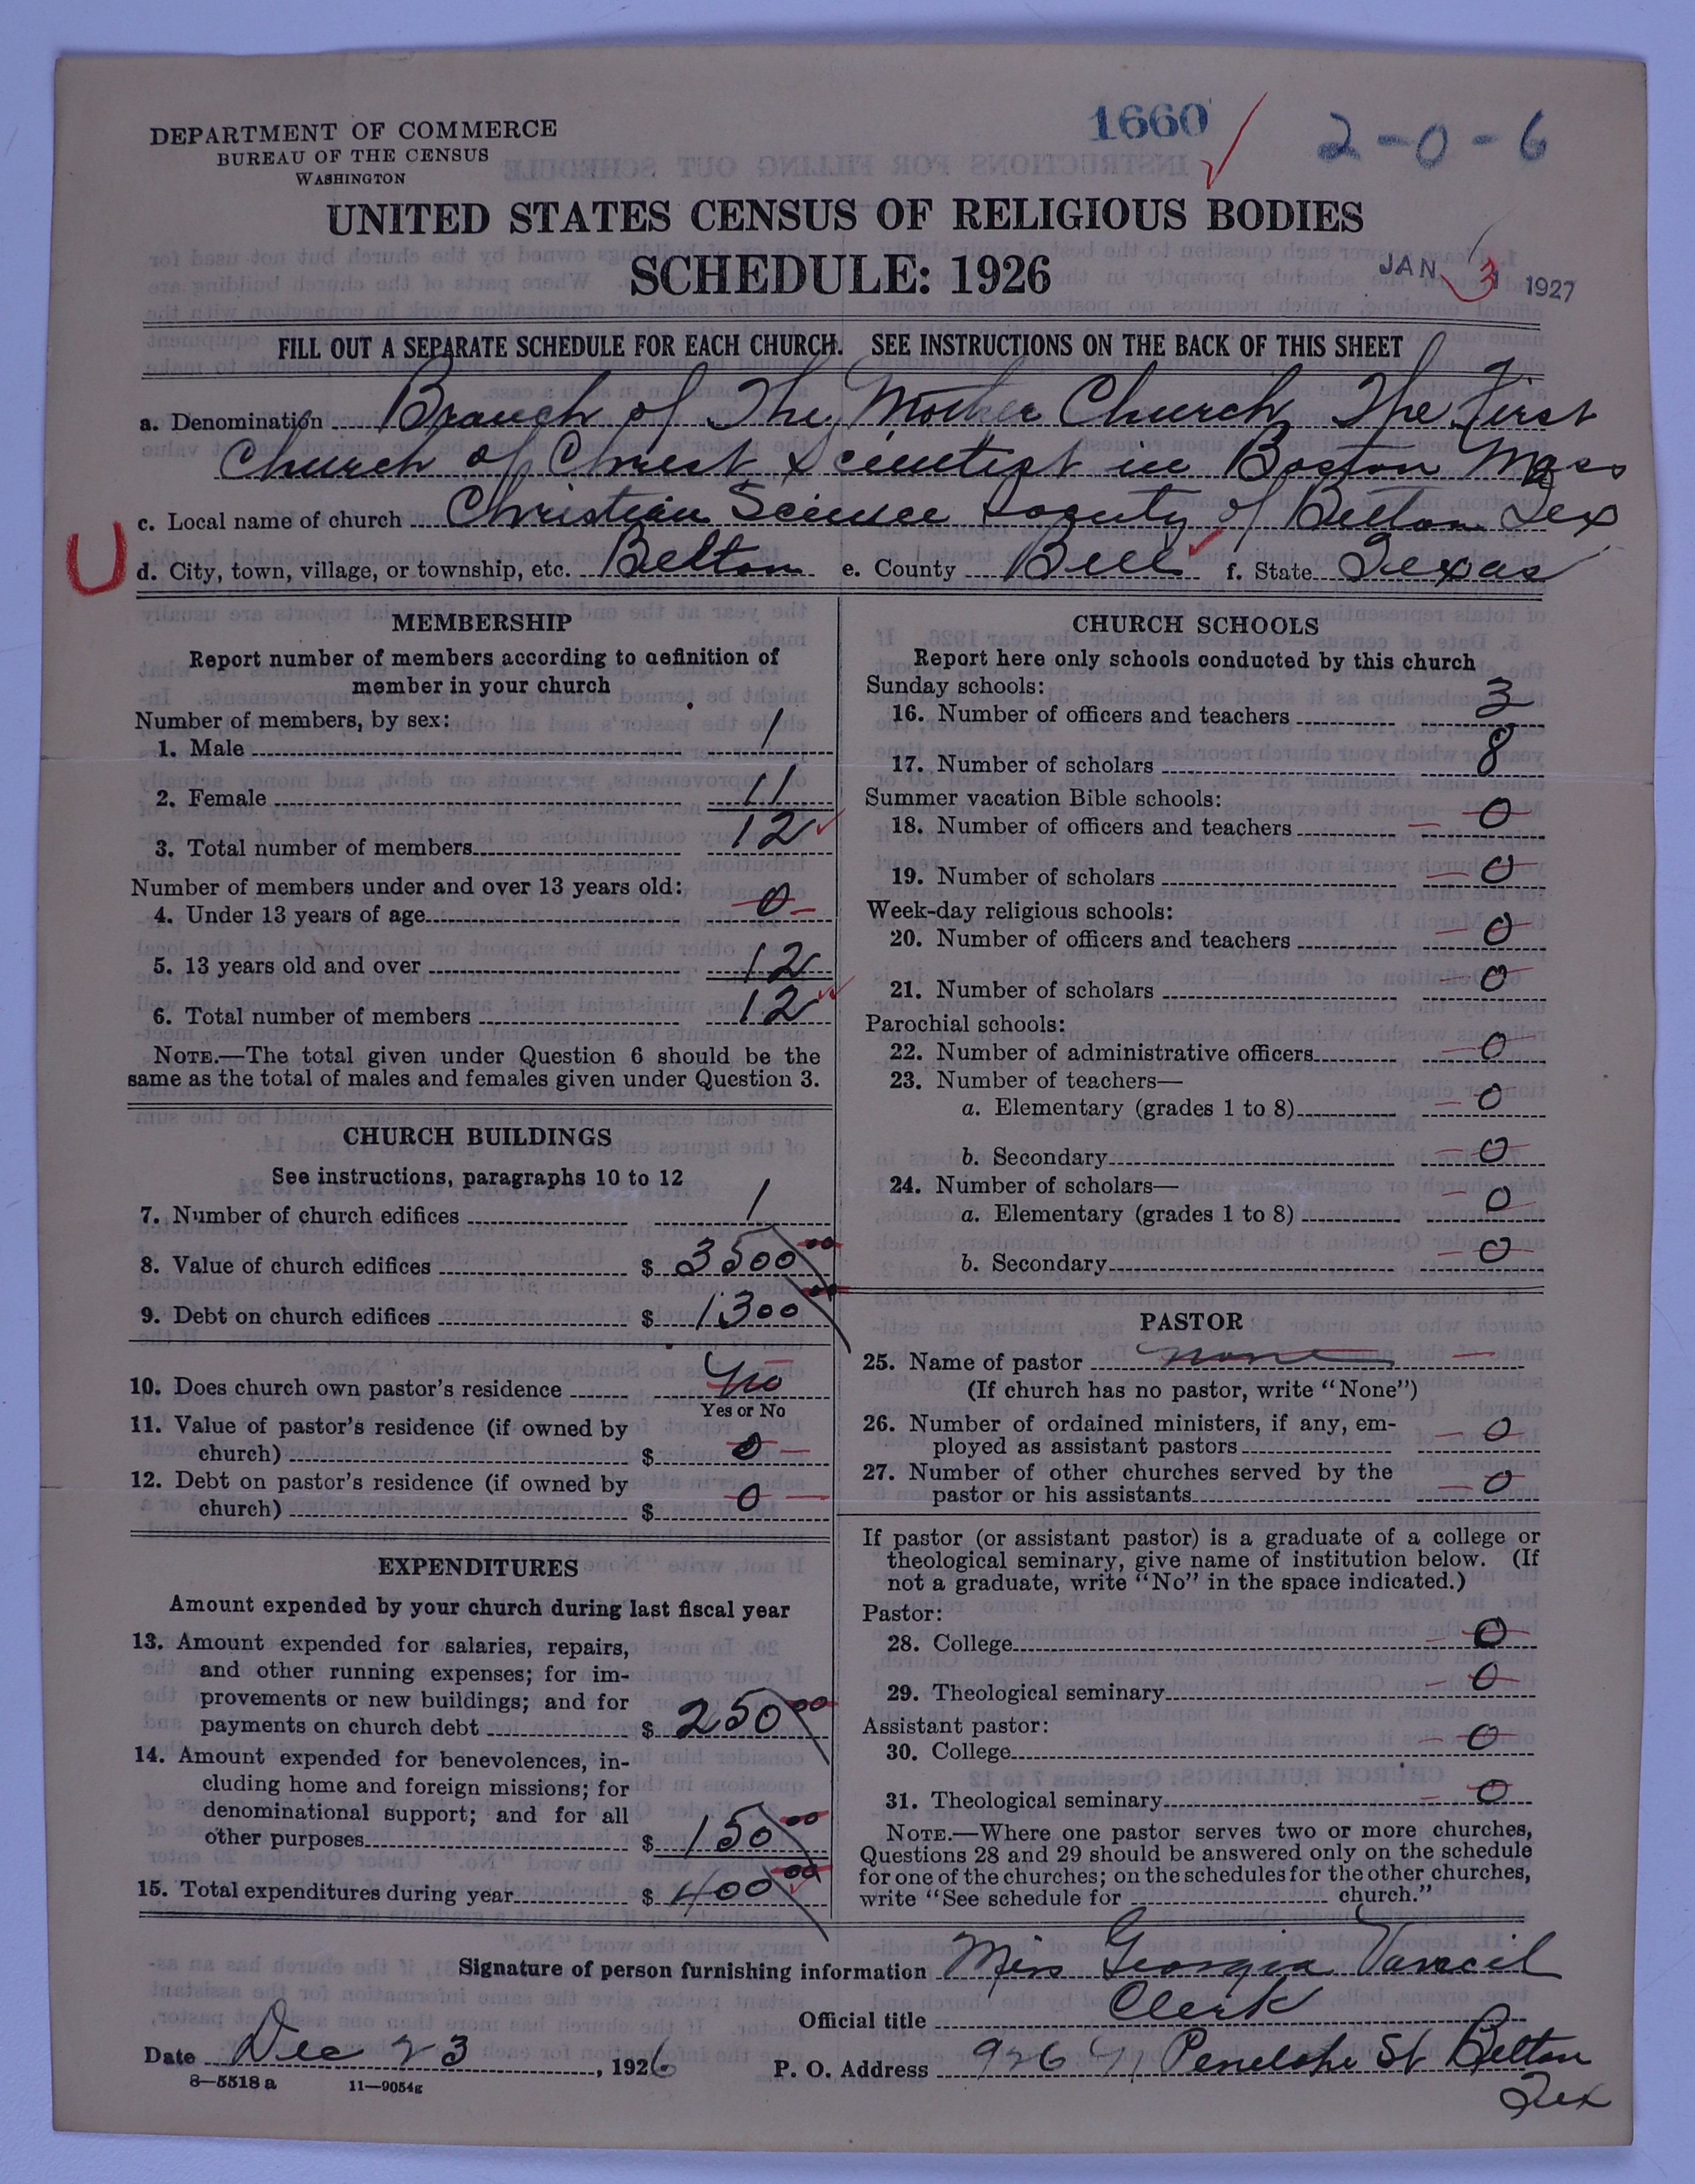 DEPARTMENT OF COMMERCE
BUREAU OF THE CENSUS
WASHINGTON
1660
2-0-6
UNITED STATES CENSUS OF RELIGIOUS BODIES
SCHEDULE: 1926
JAN 3 1927
FILL OUT A SEPARATE SCHEDULE FOR EACH CHURCH. SEE INSTRUCTIONS ON THE BACK OF THIS SHEET
a. Denomination Branch of The Mother Church, The First
Church of Christ Scientist in Boston Mass
c. Local name of church Christian Science Society of Belton Tex
U
d. City, town, village, or township, etc. Belton e. County Bell f. State Texas
MEMBERSHIP
Report number of members according to definition of
member in your church
Number of members, by sex:
1. Male 1
2. Female 11
3. Total number of members 12
Number of members under and over 13 years old:
4. Under 13 years of age 0
5. 13 years old and over 12
6. Total number of members 12
NOTE.—The total given under Question 6 should be the
same as the total of males and females given under Question 3.
CHURCH BUILDINGS
See instructions, paragraphs 10 to 12
7. Number of church edifices 1
8. Value of church edifices $ 3500 00
9. Debt on church edifices $ 1300 00
10. Does church own pastor's residence No
Yes or No
11. Value of pastor's residence (if owned by
church) $ 0
12. Debt on pastor's residence (if owned by
church) $ 0
EXPENDITURES
Amount expended by your church during last fiscal year
13. Amount expended for salaries, repairs,
and other running expenses; for im-
provements or new buildings; and for
payments on church debt $ 250 00
14. Amount expended for benevolences, in-
cluding home and foreign missions; for
denominational support; and for all
other purposes $ 150 00
15. Total expenditures during year $ 400 00
CHURCH SCHOOLS
Report here only schools conducted by this church
Sunday schools:
16. Number of officers and teachers 3
17. Number of scholars 8
Summer vacation Bible schools:
18. Number of officers and teachers 0
19. Number of scholars 0
Week-day religious schools:
20. Number of officers and teachers 0
21. Number of scholars 0
Parochial schools:
22. Number of administrative officers 0
23. Number of teachers—
a. Elementary (grades 1 to 8) 0
b. Secondary 0
24. Number of scholars—
a. Elementary (grades 1 to 8) 0
b. Secondary 0
PASTOR
25. Name of pastor none
(If church has no pastor, write "None")
26. Number of ordained ministers, if any, em-
ployed as assistant pastors 0
27. Number of other churches served by the
pastor or his assistants 0
If pastor (or assistant pastor) is a graduate of a college or
theological seminary, give name of institution below. (If
not a graduate, write "No" in the space indicated.)
Pastor:
28. College 0
29. Theological seminary 0
Assistant pastor:
30. College 0
31. Theological seminary 0
NOTE.—Where one pastor serves two or more churches,
Questions 28 and 29 should be answered only on the schedule
for one of the churches; on the schedules for the other churches,
write "See schedule for church."
Signature of person furnishing information Miss Georgia Vancil
Official title Clerk
Date Dec 23, 1926 P. O. Address 926 N Penelope St Belton
Tex
8—5518 a 11—9054g